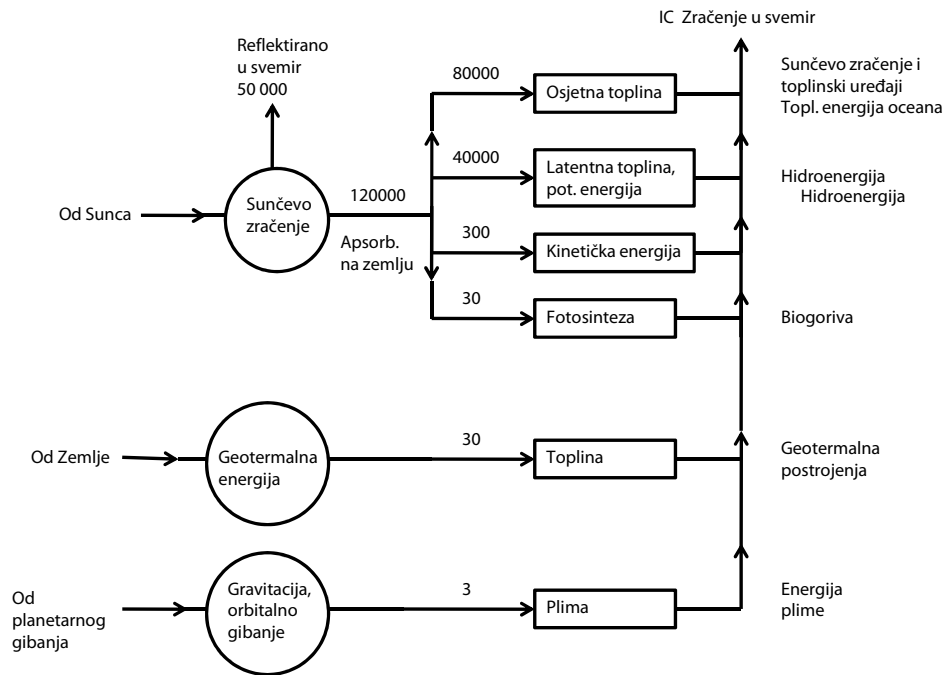 IC Zračenje u svemir
Reflektirano
u svemir
50 000
80000
Osjetna toplina
Sunčevo zračenje i
toplinski uređaji
Topl. energija oceana
40000
Latentna toplina,
pot. energija
Hidroenergija
Hidroenergija
Od Sunca
Sunčevo
zračenje
120000
Apsorb.
na zemlju
300
Kinetička energija
30
Fotosinteza
Biogoriva
Od Zemlje
Geotermalna
energija
30
Toplina
Geotermalna
postrojenja
Od
planetarnog
gibanja
Gravitacija,
orbitalno
gibanje
3
Plima
Energija
plime